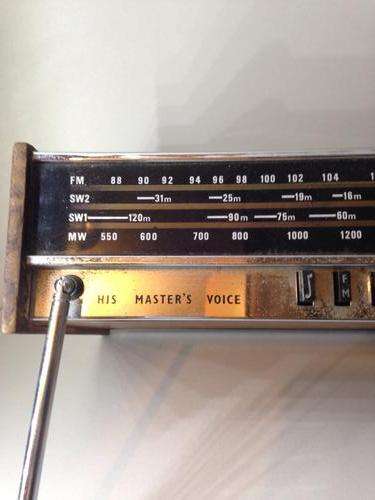 FM 88 90 92 94 96 98 100 102 104
SW2 31m 25m 19m 16m
SW1 120m 90m 75m 60m
MW 550 600 700 800 1000 1200
HIS MASTER'S VOICE
FM